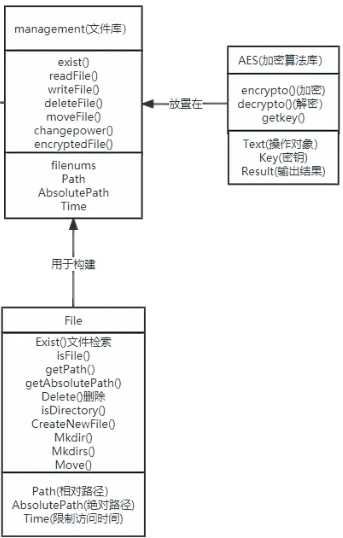 management(文件库)
exist()
readFile()
writeFile()
deleteFile()
moveFile()
changepower()
encryptedFile()
filenums
Path
AbsolutePath
Time
放置在
AES(加密算法库)
encrypto()(加密)
decrypto()(解密)
getkey()
Text(操作对象)
Key(密钥)
Result(输出结果)
用于构建
File
Exist()文件检索
isFile()
getPath()
getAbsolutePath()
Delete()删除
isDirectory()
CreateNewFile()
Mkdir()
Mkdirs()
Move()
Path(相对路径)
AbsolutePath(绝对路径)
Time(限制访问时间)